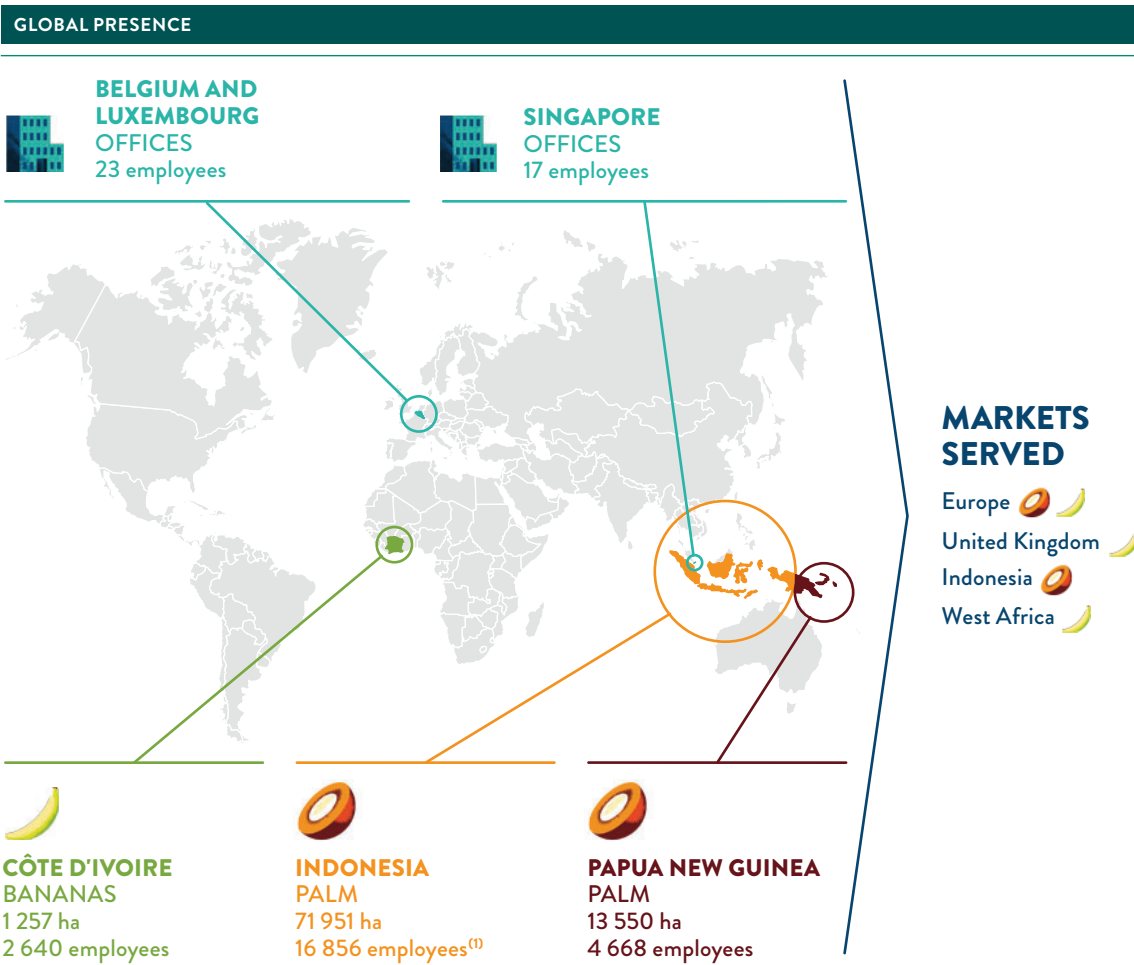 GLOBAL PRESENCE
BELGIUM AND
LUXEMBOURG
OFFICES
23 employees
SINGAPORE
OFFICES
17 employees
MARKETS
SERVED
Europe
United Kingdom
Indonesia
West Africa
CÔTE D'IVOIRE
BANANAS
1 257 ha
2 640 employees
INDONESIA
PALM
71 951 ha
16 856 employees(1)
PAPUA NEW GUINEA
PALM
13 550 ha
4 668 employees